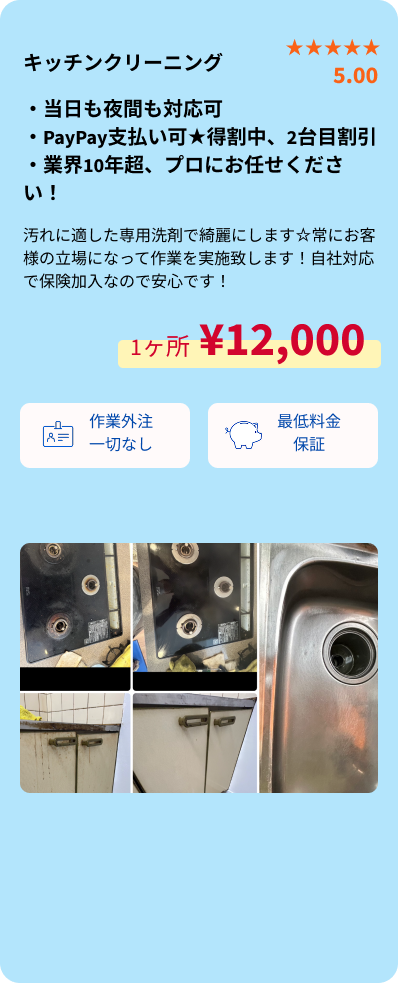 キッチンクリーニング
★★★★★
5.00
・当日も夜間も対応可
・PayPay支払い可★得割中、2台目割引
・業界10年超、プロにお任せくださ
い！
汚れに適した専用洗剤で綺麗にします☆常にお客
様の立場になって作業を実施致します！自社対応
で保険加入なので安心です！
1ヶ所 ¥12,000
作業外注
一切なし
最低料金
保証